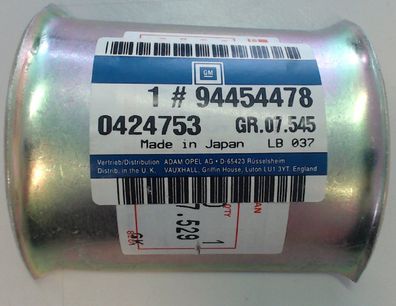 GM
1 # 94454478
0424753 GR.07.545
Made in Japan LB 037
Vertrieb/Distribution: ADAM OPEL AG • D-65423 Rüsselsheim
Distrib. in the U.K. VAUXHALL, Griffin House, Luton LU1 3YT, England
7.529
1